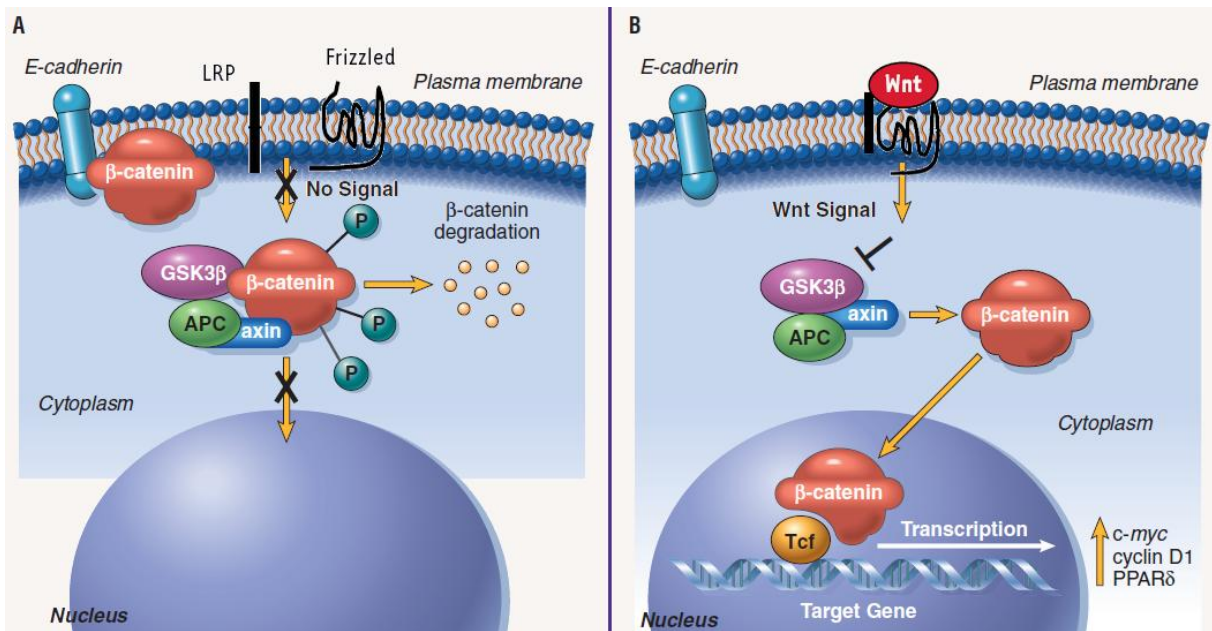 A
E-cadherin
LRP
Frizzled
Plasma membrane
β-catenin
No Signal
P
β-catenin
degradation
GSK3β
β-catenin
APC
axin
P
P
Cytoplasm
Nucleus
B
E-cadherin
Wnt
Plasma membrane
Wnt Signal
GSK3β
axin
β-catenin
APC
Cytoplasm
β-catenin
Tcf
Transcription
c-myc
cyclin D1
PPARδ
Target Gene
Nucleus